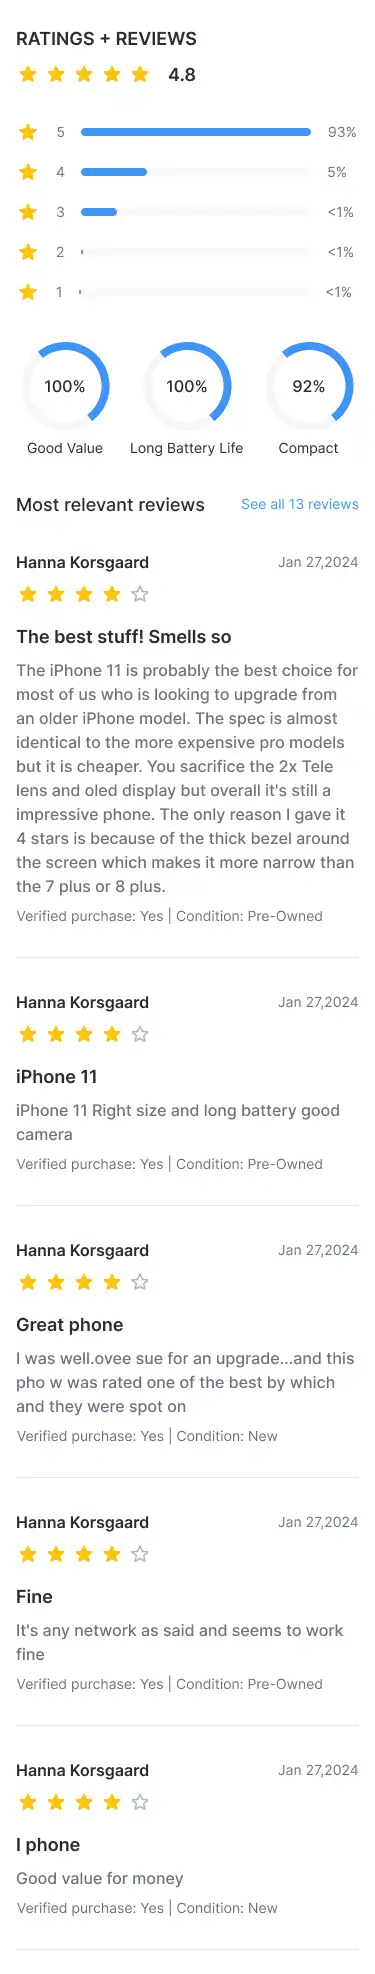 RATINGS + REVIEWS
4.8
5 93%
4 5%
3 <1%
2 <1%
1 <1%
100% 100% 92%
Good Value Long Battery Life Compact
Most relevant reviews See all 13 reviews
Hanna Korsgaard Jan 27,2024
The best stuff! Smells so
The iPhone 11 is probably the best choice for
most of us who is looking to upgrade from
an older iPhone model. The spec is almost
identical to the more expensive pro models
but it is cheaper. You sacrifice the 2x Tele
lens and oled display but overall it's still a
impressive phone. The only reason I gave it
4 stars is because of the thick bezel around
the screen which makes it more narrow than
the 7 plus or 8 plus.
Verified purchase: Yes | Condition: Pre-Owned
Hanna Korsgaard Jan 27,2024
iPhone 11
iPhone 11 Right size and long battery good
camera
Verified purchase: Yes | Condition: Pre-Owned
Hanna Korsgaard Jan 27,2024
Great phone
I was well.ovee sue for an upgrade...and this
pho w was rated one of the best by which
and they were spot on
Verified purchase: Yes | Condition: New
Hanna Korsgaard Jan 27,2024
Fine
It's any network as said and seems to work
fine
Verified purchase: Yes | Condition: Pre-Owned
Hanna Korsgaard Jan 27,2024
I phone
Good value for money
Verified purchase: Yes | Condition: New